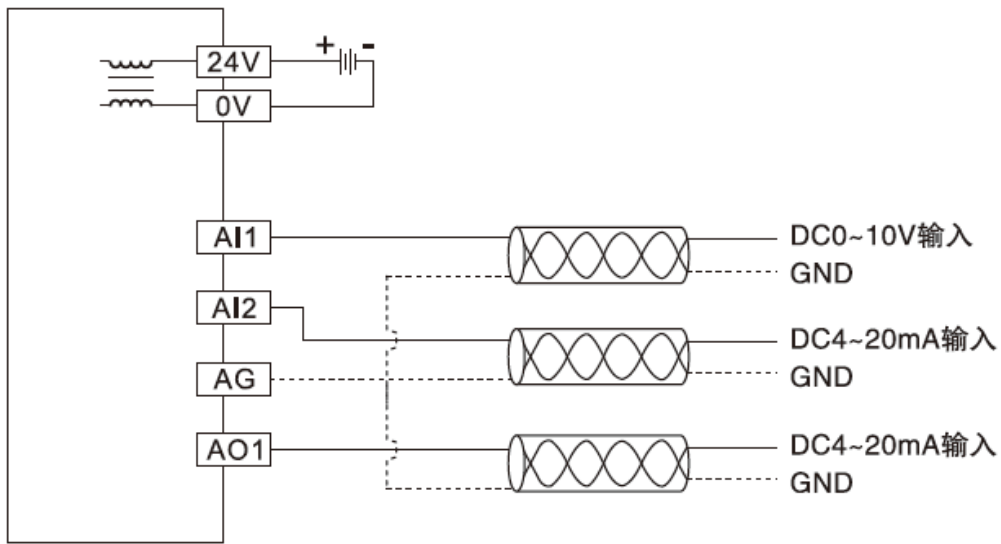 + -
24V
0V
AI1
DC0~10V输入
GND
AI2
DC4~20mA输入
GND
AG
AO1
DC4~20mA输入
GND